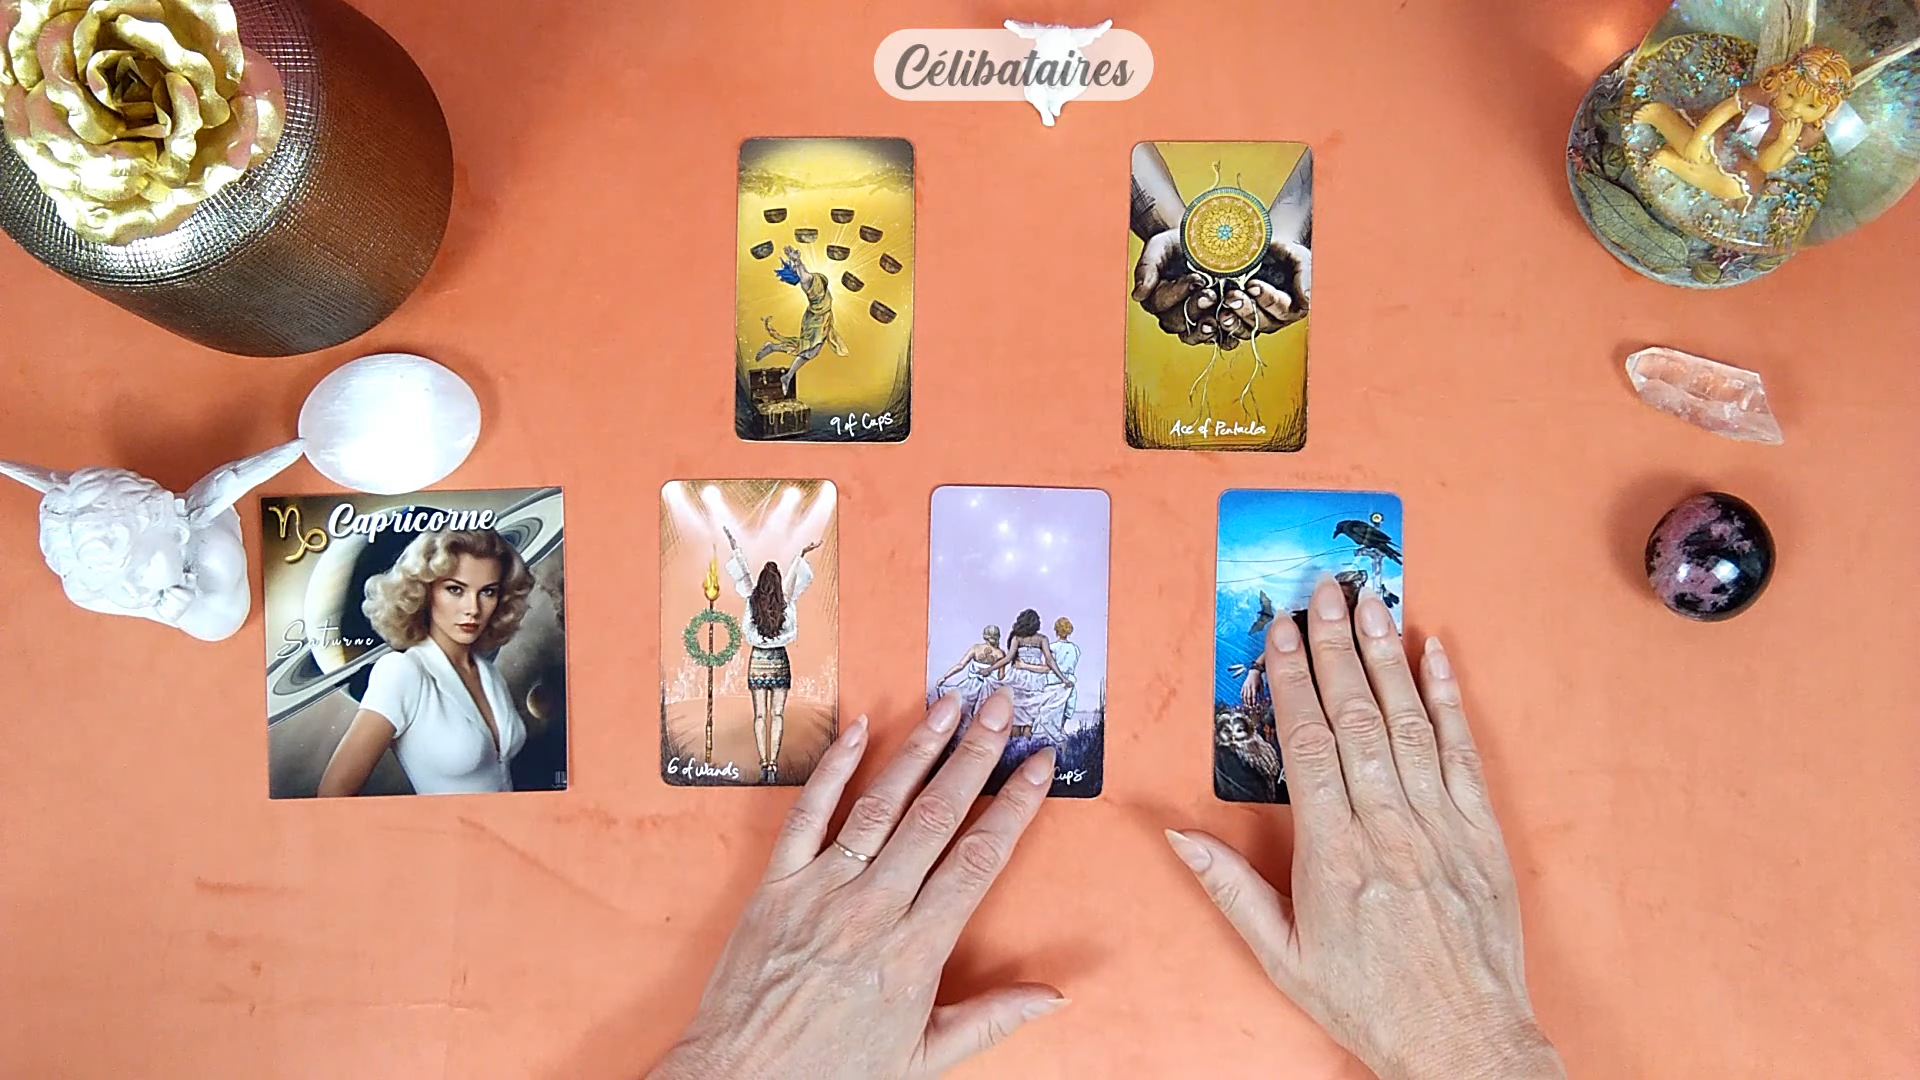 Célibataires
9 of Cups
Ace of Pentacles
Capricorne
Saturne
6 of Wands
Cups